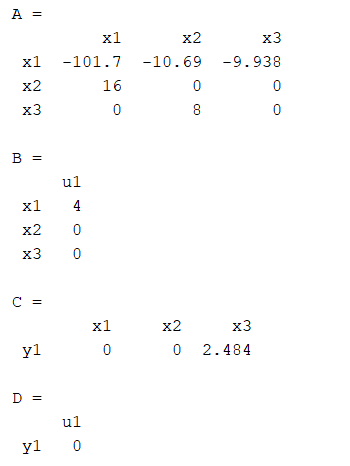 A =
x1 x2 x3
x1 -101.7 -10.69 -9.938
x2 16 0 0
x3 0 8 0
B =
u1
x1 4
x2 0
x3 0
C =
x1 x2 x3
y1 0 0 2.484
D =
u1
y1 0